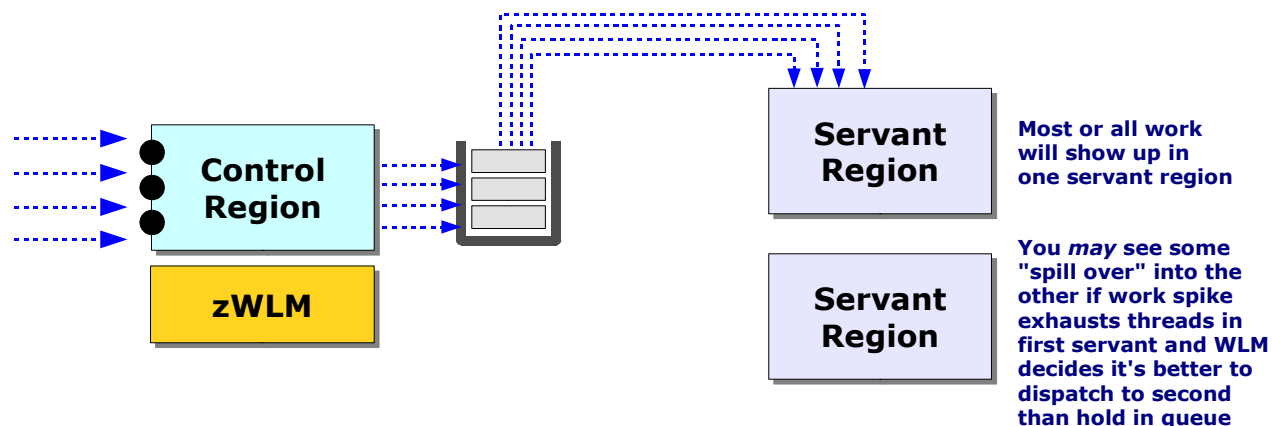 Control
Region
zWLM
Servant
Region
Most or all work
will show up in
one servant region
Servant
Region
You may see some
"spill over" into the
other if work spike
exhausts threads in
first servant and WLM
decides it's better to
dispatch to second
than hold in queue